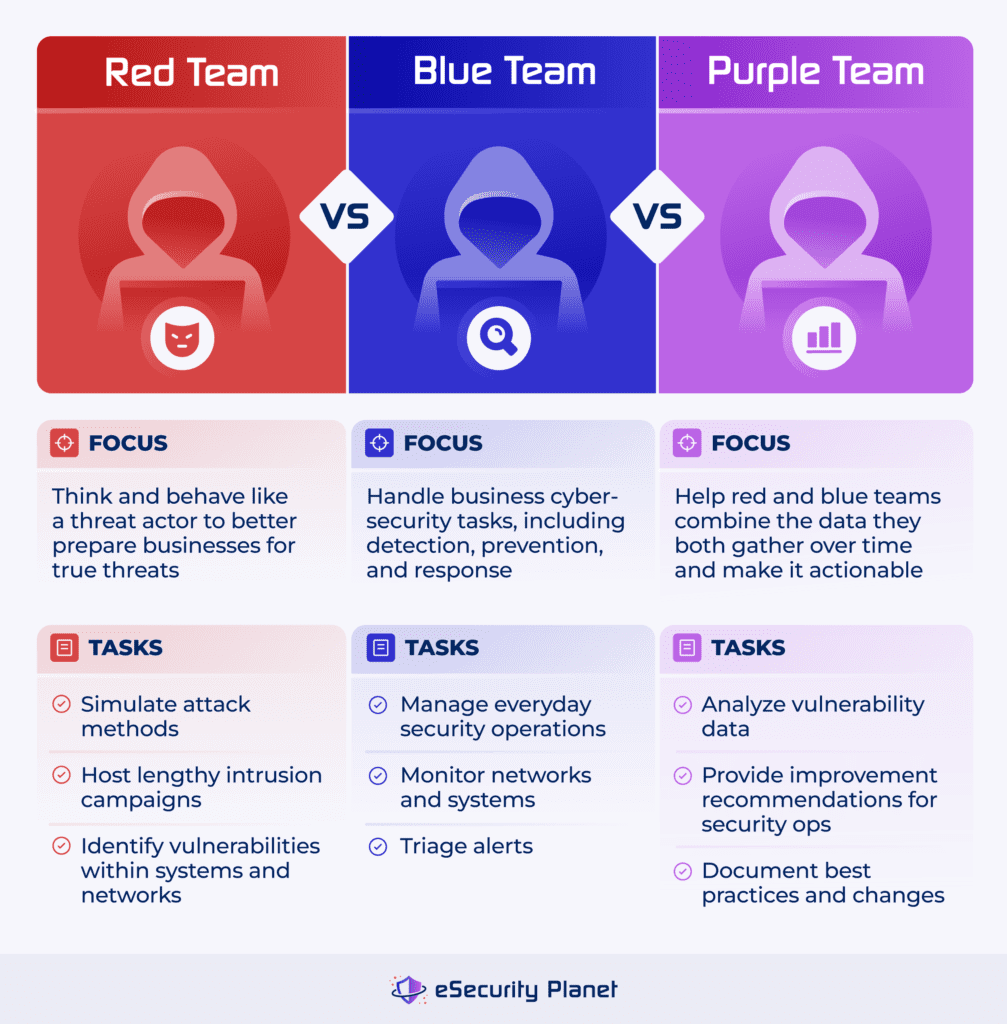 Red Team
Blue Team
Purple Team
VS
VS
FOCUS
Think and behave like
a threat actor to better
prepare businesses for
true threats
FOCUS
Handle business cyber-
security tasks, including
detection, prevention,
and response
FOCUS
Help red and blue teams
combine the data they
both gather over time
and make it actionable
TASKS
Simulate attack
methods
Host lengthy intrusion
campaigns
Identify vulnerabilities
within systems and
networks
TASKS
Manage everyday
security operations
Monitor networks
and systems
Triage alerts
TASKS
Analyze vulnerability
data
Provide improvement
recommendations for
security ops
Document best
practices and changes
eSecurity Planet